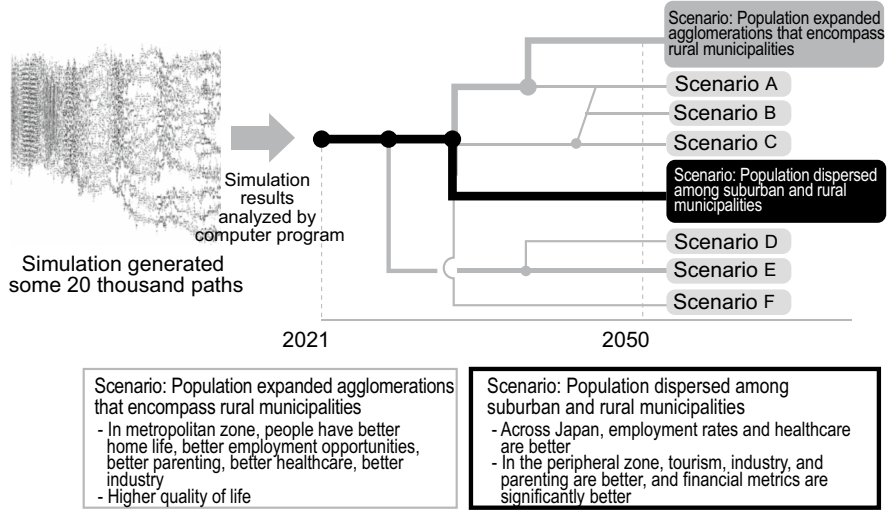 Scenario: Population expanded
agglomerations that encompass
rural municipalities
Scenario A
Scenario B
Scenario C
Scenario: Population dispersed
among suburban and rural
municipalities
Scenario D
Scenario E
Scenario F
Simulation
results
analyzed by
computer program
Simulation generated
some 20 thousand paths
2021
2050
Scenario: Population expanded agglomerations
that encompass rural municipalities
- In metropolitan zone, people have better
home life, better employment opportunities,
better parenting, better healthcare, better
industry
- Higher quality of life
Scenario: Population dispersed among
suburban and rural municipalities
- Across Japan, employment rates and healthcare
are better
- In the peripheral zone, tourism, industry, and
parenting are better, and financial metrics are
significantly better